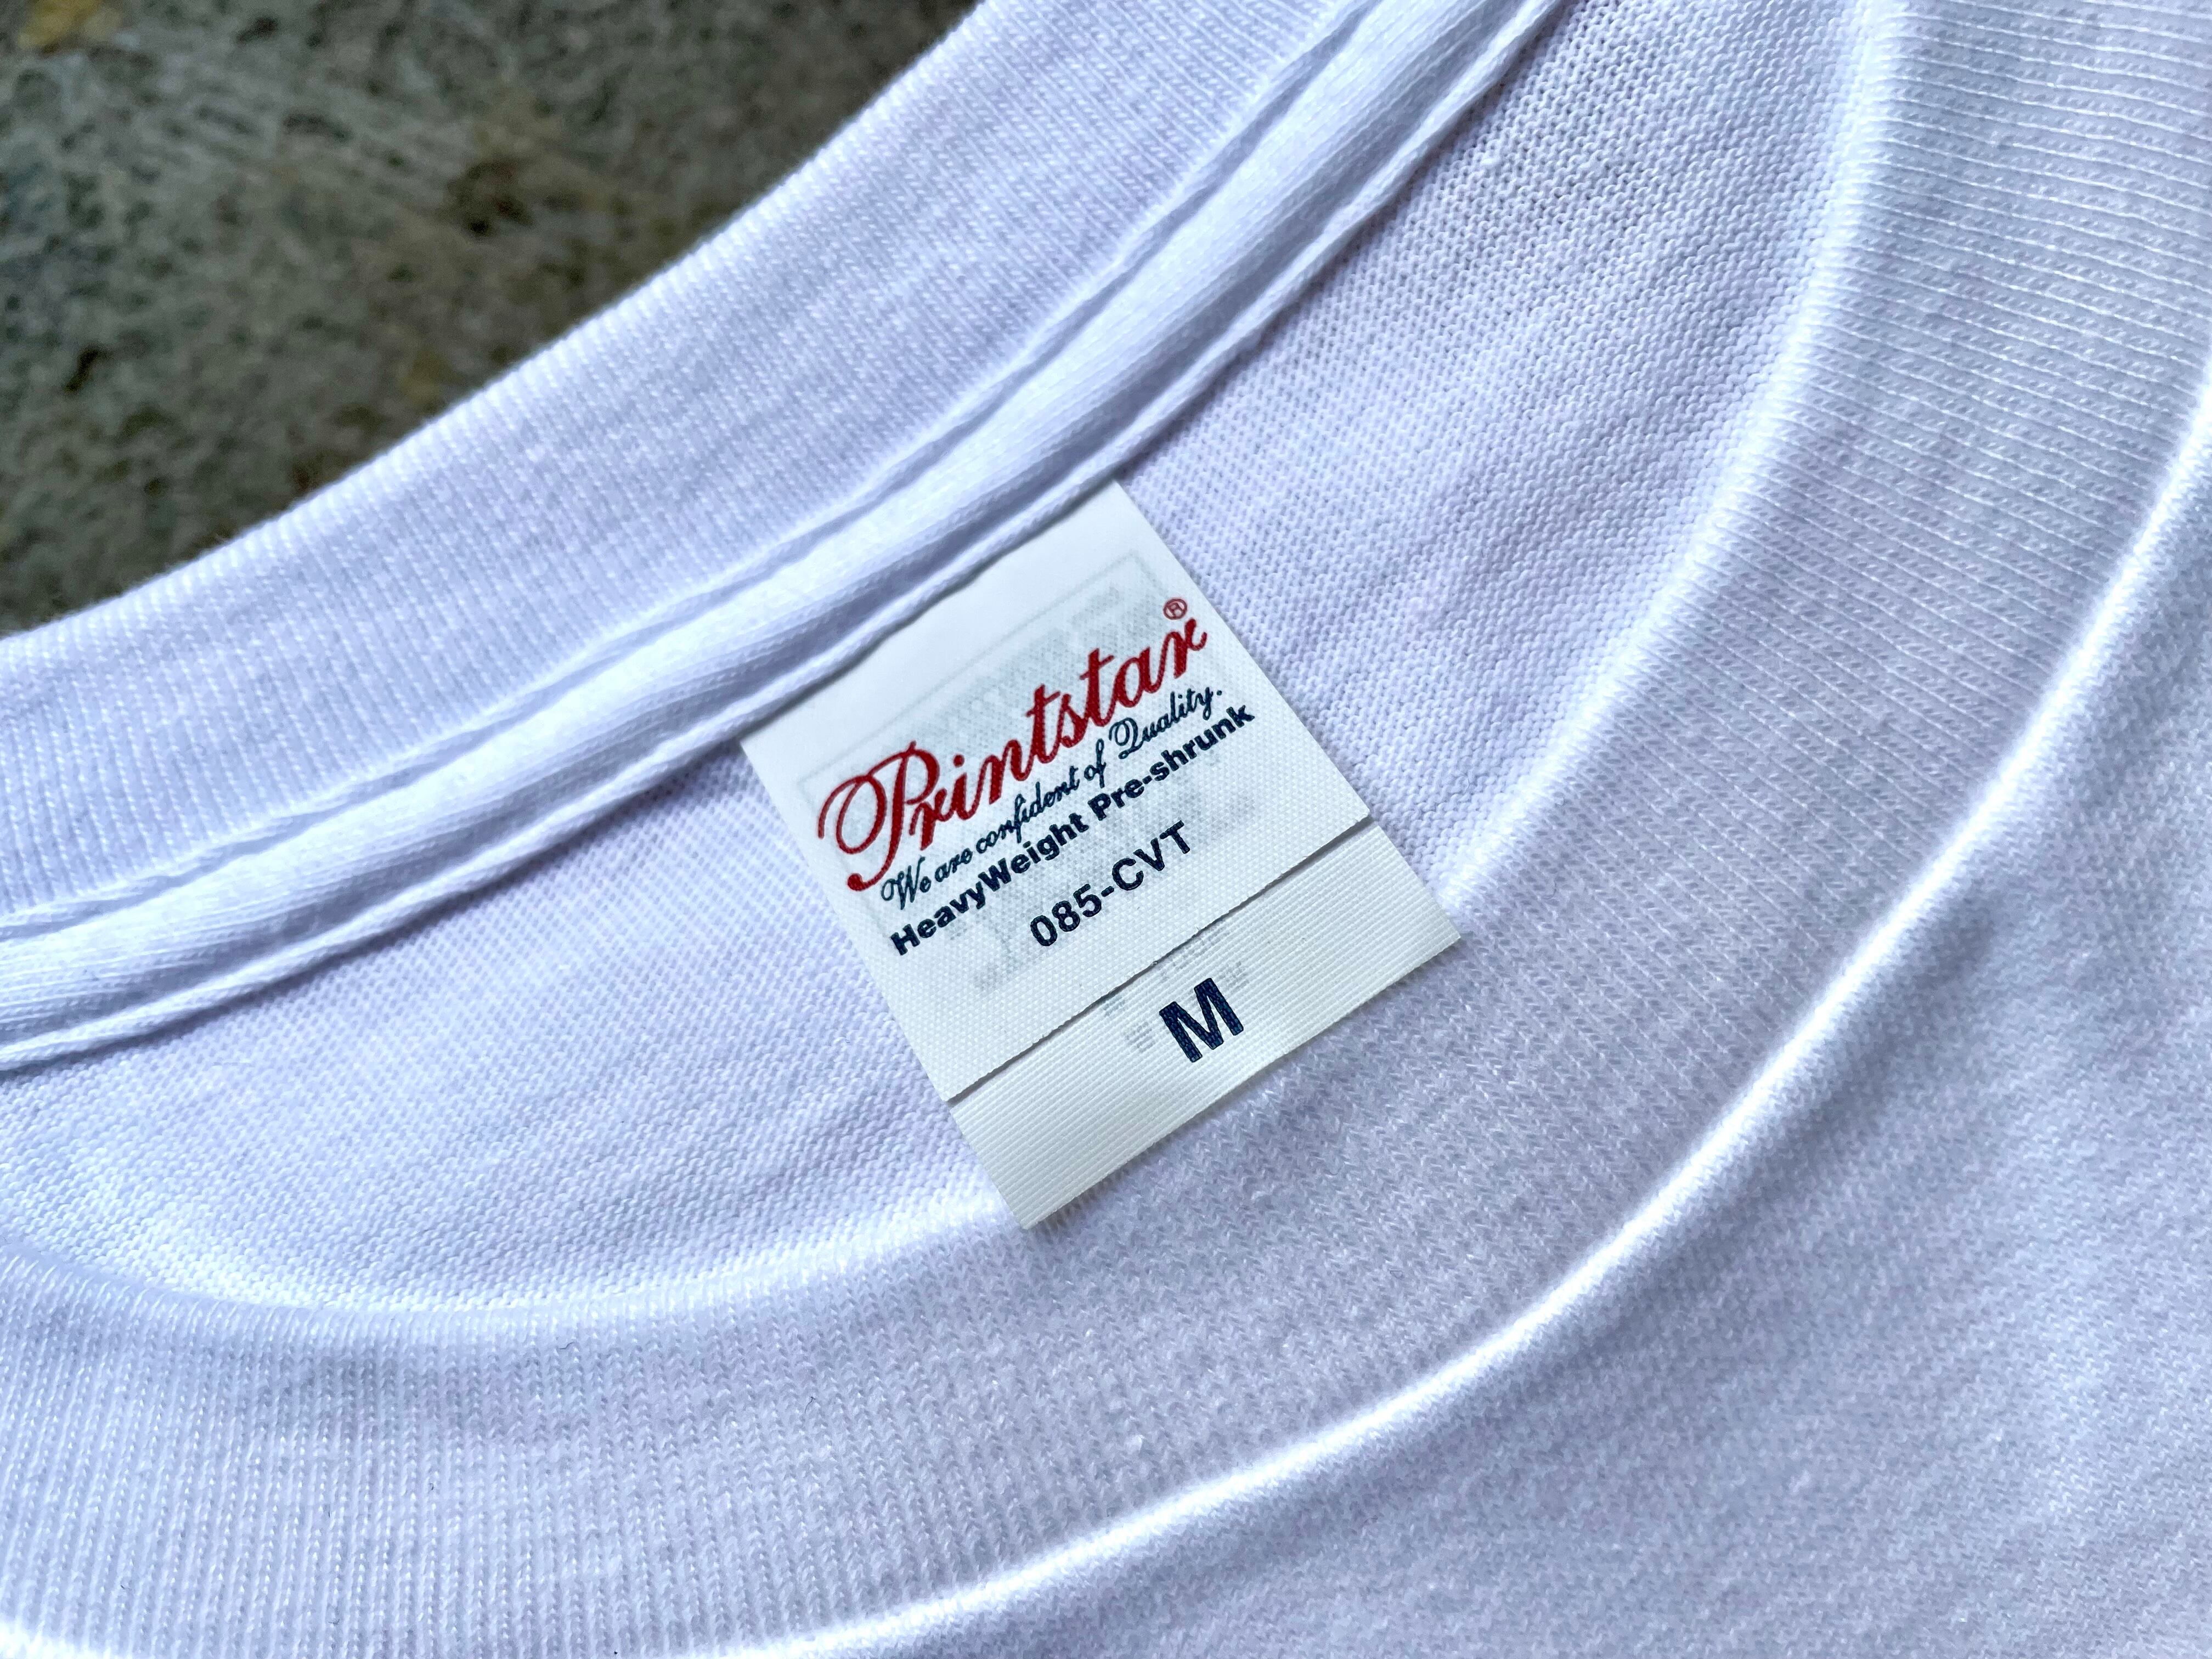 Printstar®
We are confident of Quality.
HeavyWeight Pre-shrunk
085-CVT
M